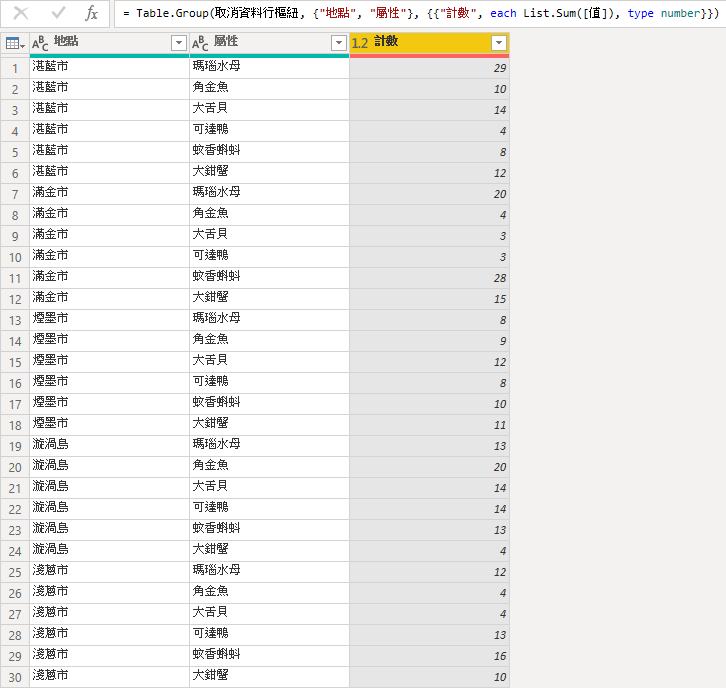 = Table.Group(取消資料行樞紐, {"地點", "屬性"}, {{"計數", each List.Sum([值]), type number}})
地點 屬性 1.2 計數
1 湛藍市 瑪瑙水母 29
2 湛藍市 角金魚 10
3 湛藍市 大舌貝 14
4 湛藍市 可達鴨 4
5 湛藍市 蚊香蝌蚪 8
6 湛藍市 大鉗蟹 12
7 滿金市 瑪瑙水母 20
8 滿金市 角金魚 4
9 滿金市 大舌貝 3
10 滿金市 可達鴨 3
11 滿金市 蚊香蝌蚪 28
12 滿金市 大鉗蟹 15
13 煙墨市 瑪瑙水母 8
14 煙墨市 角金魚 9
15 煙墨市 大舌貝 12
16 煙墨市 可達鴨 8
17 煙墨市 蚊香蝌蚪 10
18 煙墨市 大鉗蟹 11
19 漩渦島 瑪瑙水母 13
20 漩渦島 角金魚 20
21 漩渦島 大舌貝 14
22 漩渦島 可達鴨 14
23 漩渦島 蚊香蝌蚪 13
24 漩渦島 大鉗蟹 4
25 淺蔥市 瑪瑙水母 12
26 淺蔥市 角金魚 4
27 淺蔥市 大舌貝 4
28 淺蔥市 可達鴨 13
29 淺蔥市 蚊香蝌蚪 16
30 淺蔥市 大鉗蟹 10